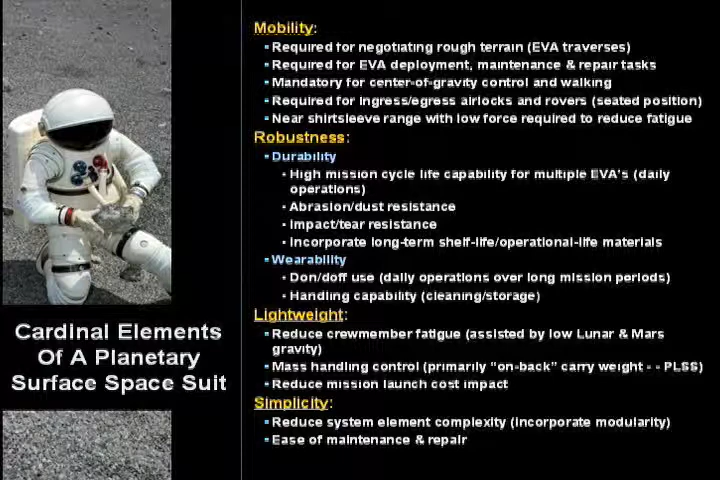 Cardinal Elements
Of A Planetary
Surface Space Suit
Mobility:
Required for negotiating rough terrain (EVA traverses)
Required for EVA deployment, maintenance & repair tasks
Mandatory for center-of-gravity control and walking
Required for ingress/egress airlocks and rovers (seated position)
Near shirtsleeve range with low force required to reduce fatigue
Robustness:
Durability
High mission cycle life capability for multiple EVA's (daily
operations)
Abrasion/dust resistance
Impact/tear resistance
Incorporate long-term shelf-life/operational-life materials
Wearability
Don/doff use (daily operations over long mission periods)
Handling capability (cleaning/storage)
Lightweight:
Reduce crewmember fatigue (assisted by low Lunar & Mars
gravity)
Mass handling control (primarily "on-back" carry weight - - PLSS)
Reduce mission launch cost impact
Simplicity:
Reduce system element complexity (incorporate modularity)
Ease of maintenance & repair